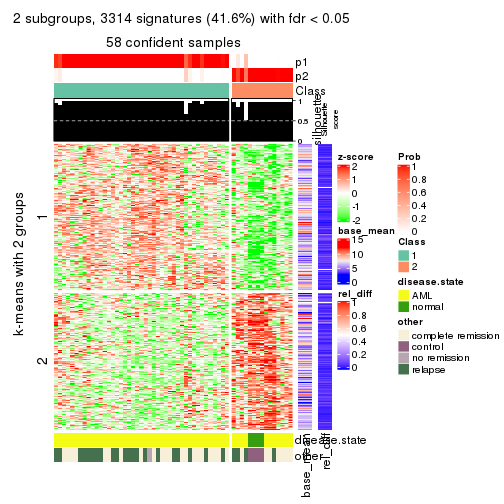 2 subgroups, 3314 signatures (41.6%) with fdr < 0.05
58 confident samples
p1
p2
Class
1
0.5
0
silhouette
Silhouette
score
k-means with 2 groups
1
2
disease.state
other
base_mean
rel_diff
z-score
2
1
0
-1
-2
base_mean
15
10
5
0
rel_diff
1
0.8
0.6
0.4
0.2
0
Prob
1
0.8
0.6
0.4
0.2
0
Class
1
2
disease.state
AML
normal
other
complete remission
control
no remission
relapse